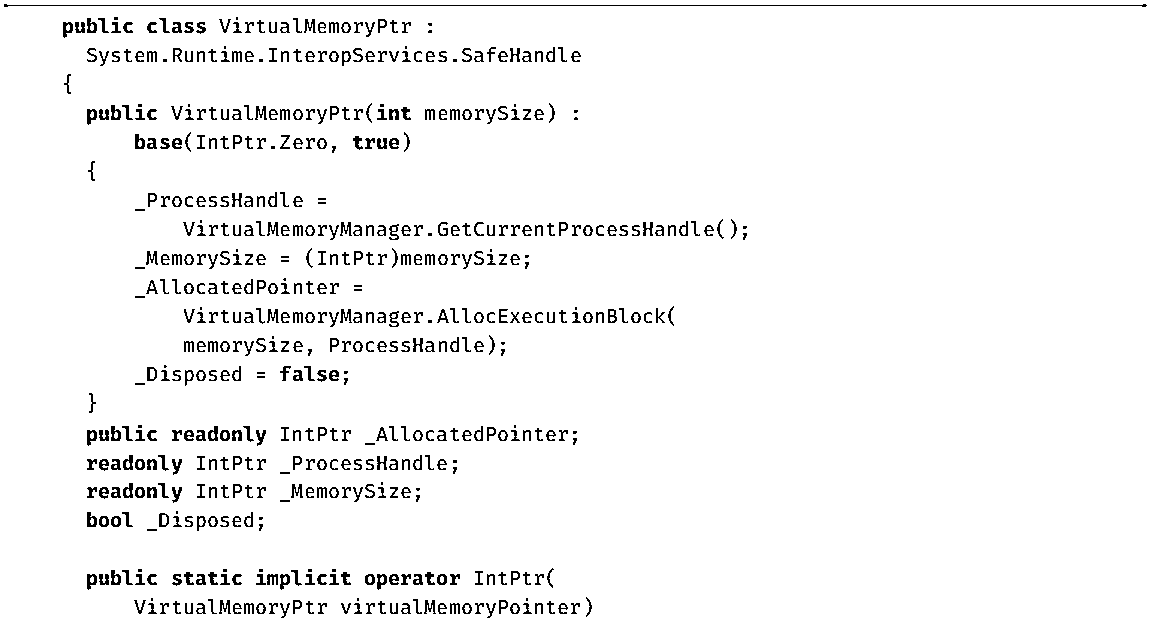 public class VirtualMemoryPtr :
  System.Runtime.InteropServices.SafeHandle
{
  public VirtualMemoryPtr(int memorySize) :
      base(IntPtr.Zero, true)
  {
      _ProcessHandle =
          VirtualMemoryManager.GetCurrentProcessHandle();
      _MemorySize = (IntPtr)memorySize;
      _AllocatedPointer =
          VirtualMemoryManager.AllocExecutionBlock(
          memorySize, ProcessHandle);
      _Disposed = false;
  }
  public readonly IntPtr _AllocatedPointer;
  readonly IntPtr _ProcessHandle;
  readonly IntPtr _MemorySize;
  bool _Disposed;

  public static implicit operator IntPtr(
      VirtualMemoryPtr virtualMemoryPointer)